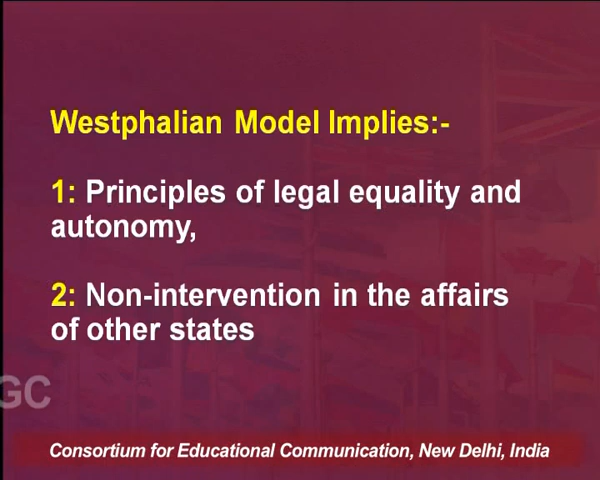 Westphalian Model Implies:-
1: Principles of legal equality and
autonomy,
2: Non-intervention in the affairs
of other states
GC
Consortium for Educational Communication, New Delhi, India